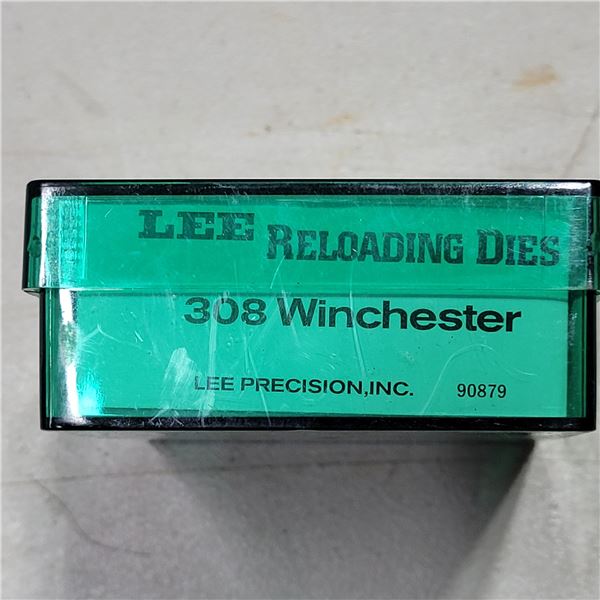 LEE RELOADING DIES
308 Winchester
LEE PRECISION,INC. 90879